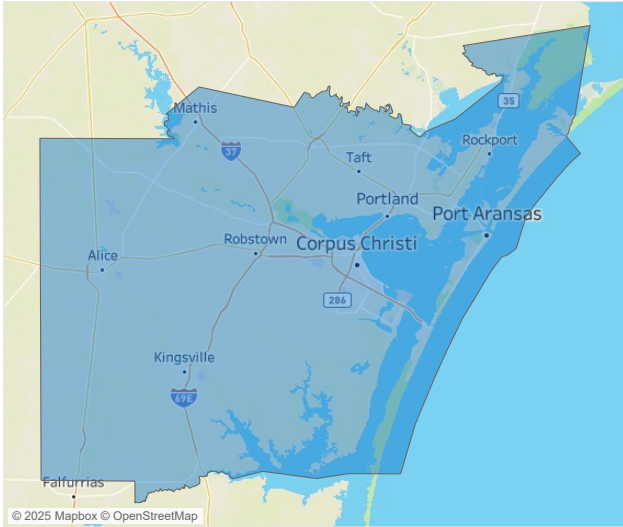 Mathis
35
37
Rockport
Taft
Portland
Port Aransas
Robstown
Corpus Christi
Alice
286
Kingsville
69E
Falfurrias
© 2025 Mapbox © OpenStreetMap